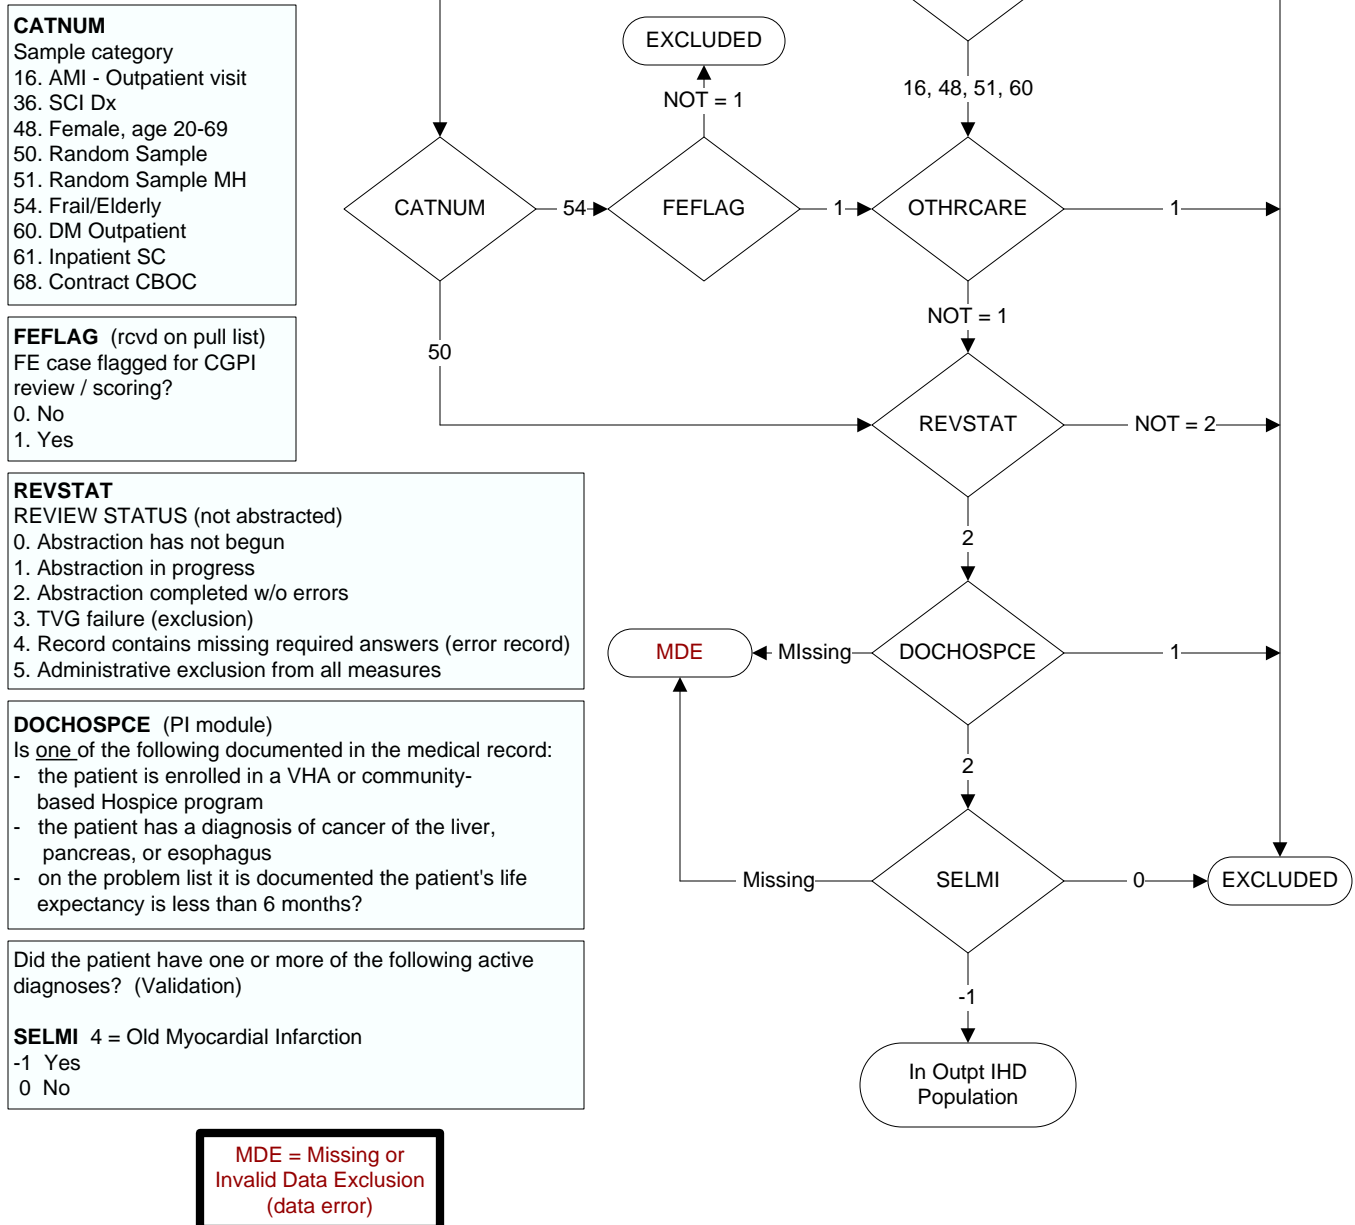 CATNUM
Sample category
16. AMI - Outpatient visit
36. SCI Dx
48. Female, age 20-69
50. Random Sample
51. Random Sample MH
54. Frail/Elderly
60. DM Outpatient
61. Inpatient SC
68. Contract CBOC
FEFLAG (rcvd on pull list)
FE case flagged for CGPI
review / scoring?
0. No
1. Yes
REVSTAT
REVIEW STATUS (not abstracted)
0. Abstraction has not begun
1. Abstraction in progress
2. Abstraction completed w/o errors
3. TVG failure (exclusion)
4. Record contains missing required answers (error record)
5. Administrative exclusion from all measures
DOCHOSPCE (PI module)
Is one of the following documented in the medical record:
- the patient is enrolled in a VHA or community-
based Hospice program
- the patient has a diagnosis of cancer of the liver,
pancreas, or esophagus
- on the problem list it is documented the patient's life
expectancy is less than 6 months?
Did the patient have one or more of the following active
diagnoses? (Validation)
SELMI 4 = Old Myocardial Infarction
-1 Yes
0 No
MDE = Missing or
Invalid Data Exclusion
(data error)
EXCLUDED
NOT = 1
16, 48, 51, 60
CATNUM
54
FEFLAG
1
OTHRCARE
1
NOT = 1
50
REVSTAT
NOT = 2
2
MDE
MIssing
DOCHOSPCE
1
2
Missing
SELMI
0
EXCLUDED
-1
In Outpt IHD
Population